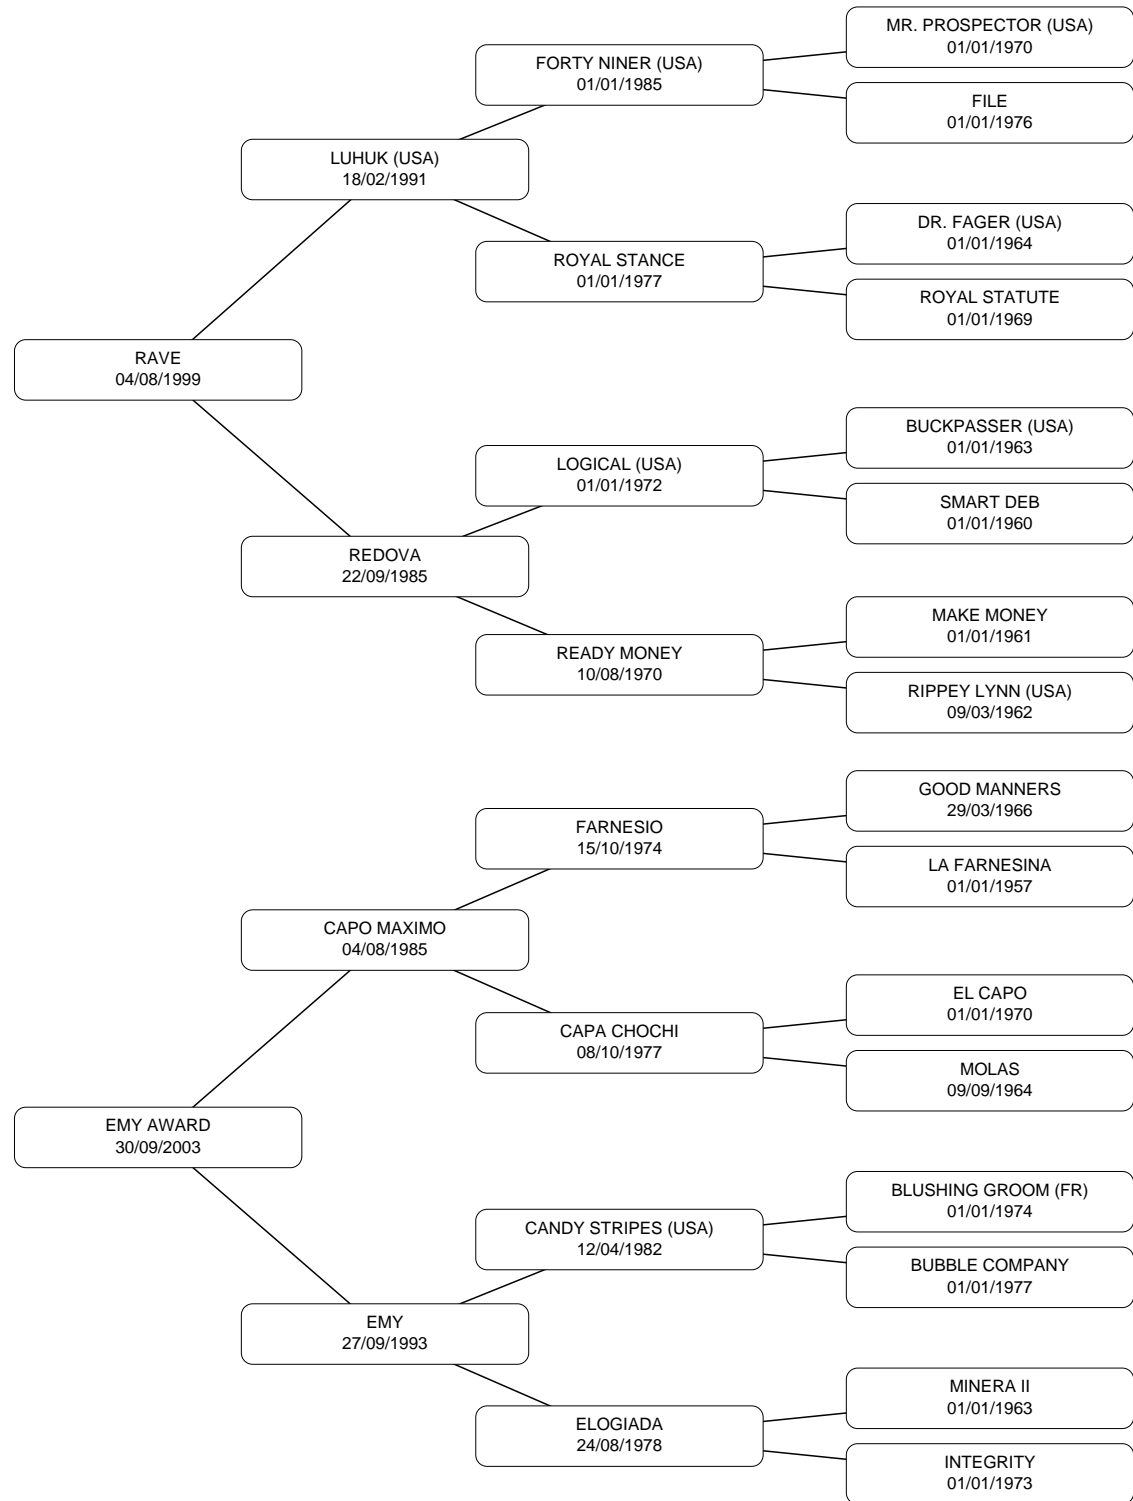 MR. PROSPECTOR (USA)
01/01/1970
FORTY NINER (USA)
01/01/1985
FILE
01/01/1976
LUHUK (USA)
18/02/1991
DR. FAGER (USA)
01/01/1964
ROYAL STANCE
01/01/1977
ROYAL STATUTE
01/01/1969
RAVE
04/08/1999
BUCKPASSER (USA)
01/01/1963
LOGICAL (USA)
01/01/1972
SMART DEB
01/01/1960
REDOVA
22/09/1985
MAKE MONEY
01/01/1961
READY MONEY
10/08/1970
RIPPEY LYNN (USA)
09/03/1962
GOOD MANNERS
29/03/1966
FARNESIO
15/10/1974
LA FARNESINA
01/01/1957
CAPO MAXIMO
04/08/1985
EL CAPO
01/01/1970
CAPA CHOCHI
08/10/1977
MOLAS
09/09/1964
EMY AWARD
30/09/2003
BLUSHING GROOM (FR)
01/01/1974
CANDY STRIPES (USA)
12/04/1982
BUBBLE COMPANY
01/01/1977
EMY
27/09/1993
MINERA II
01/01/1963
ELOGIADA
24/08/1978
INTEGRITY
01/01/1973